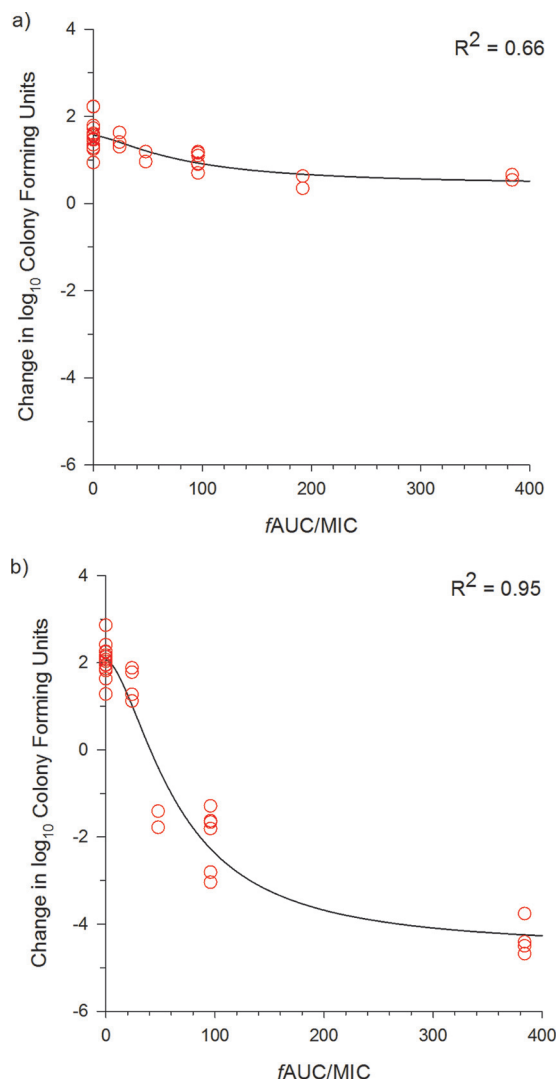 a)
R² = 0.66
4
2
0
-2
-4
-6
Change in log₁₀ Colony Forming Units
0 100 200 300 400
fAUC/MIC
b)
R² = 0.95
4
2
0
-2
-4
-6
Change in log₁₀ Colony Forming Units
0 100 200 300 400
fAUC/MIC